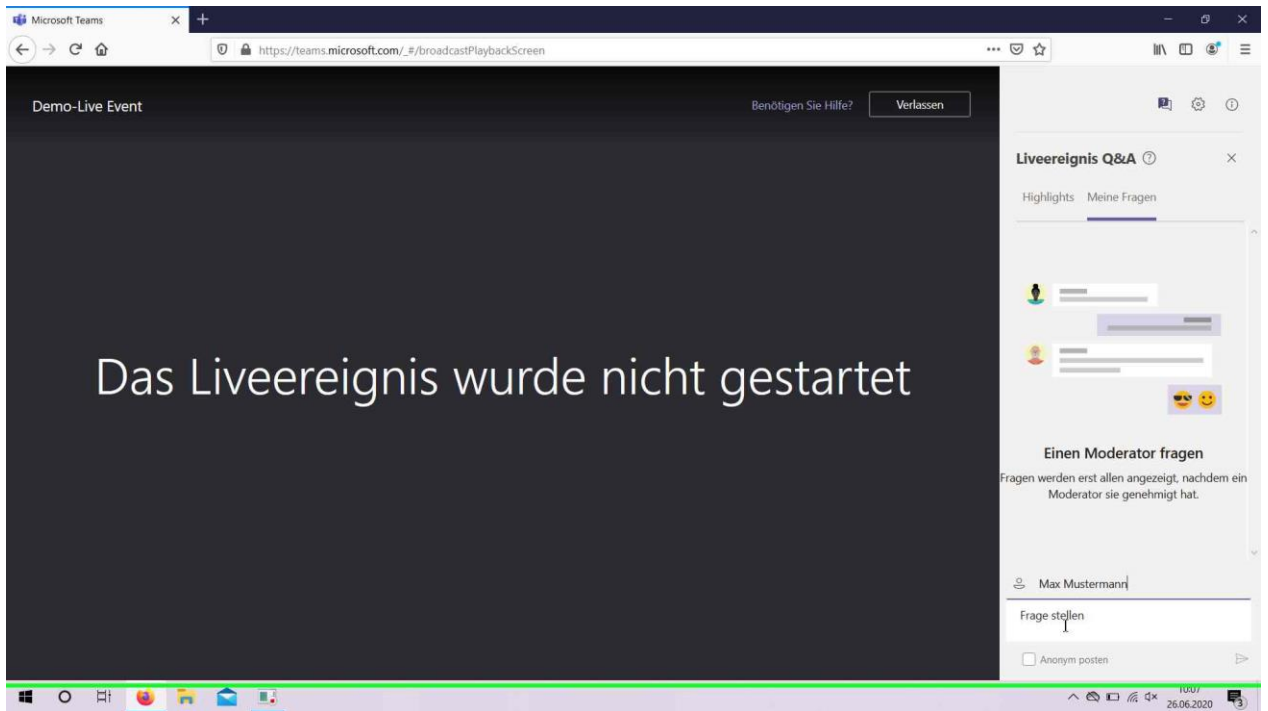 Microsoft Teams
https://teams.microsoft.com/_#/broadcastPlaybackScreen
Demo-Live Event
Benötigen Sie Hilfe?
Verlassen
Das Liveereignis wurde nicht gestartet
Liveereignis Q&A
Highlights Meine Fragen
Einen Moderator fragen
Fragen werden erst allen angezeigt, nachdem ein
Moderator sie genehmigt hat.
Max Mustermann
Frage stellen
Anonym posten
10:07
26.06.2020
3